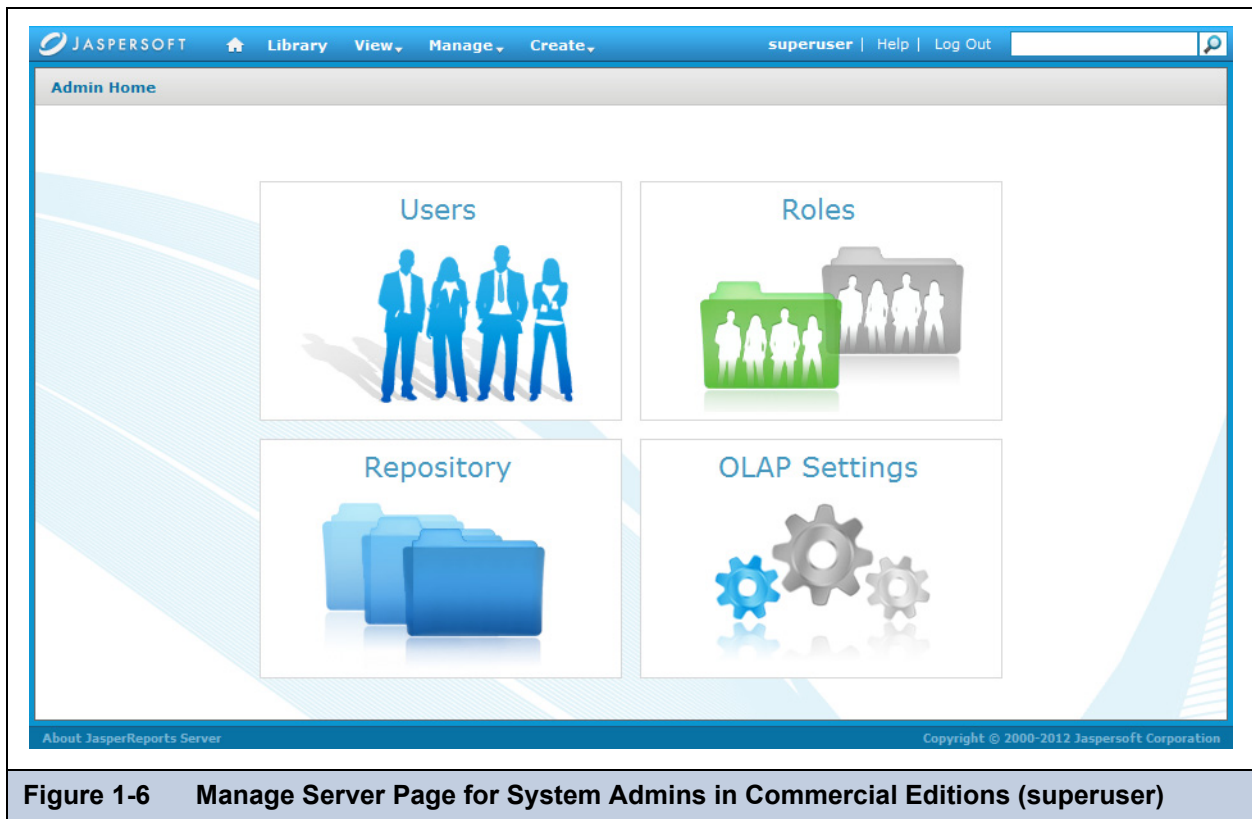 JASPERSOFT Library View Manage Create superuser | Help | Log Out
Admin Home
Users Roles
Repository OLAP Settings
About JasperReports Server Copyright © 2000-2012 Jaspersoft Corporation
Figure 1-6 Manage Server Page for System Admins in Commercial Editions (superuser)